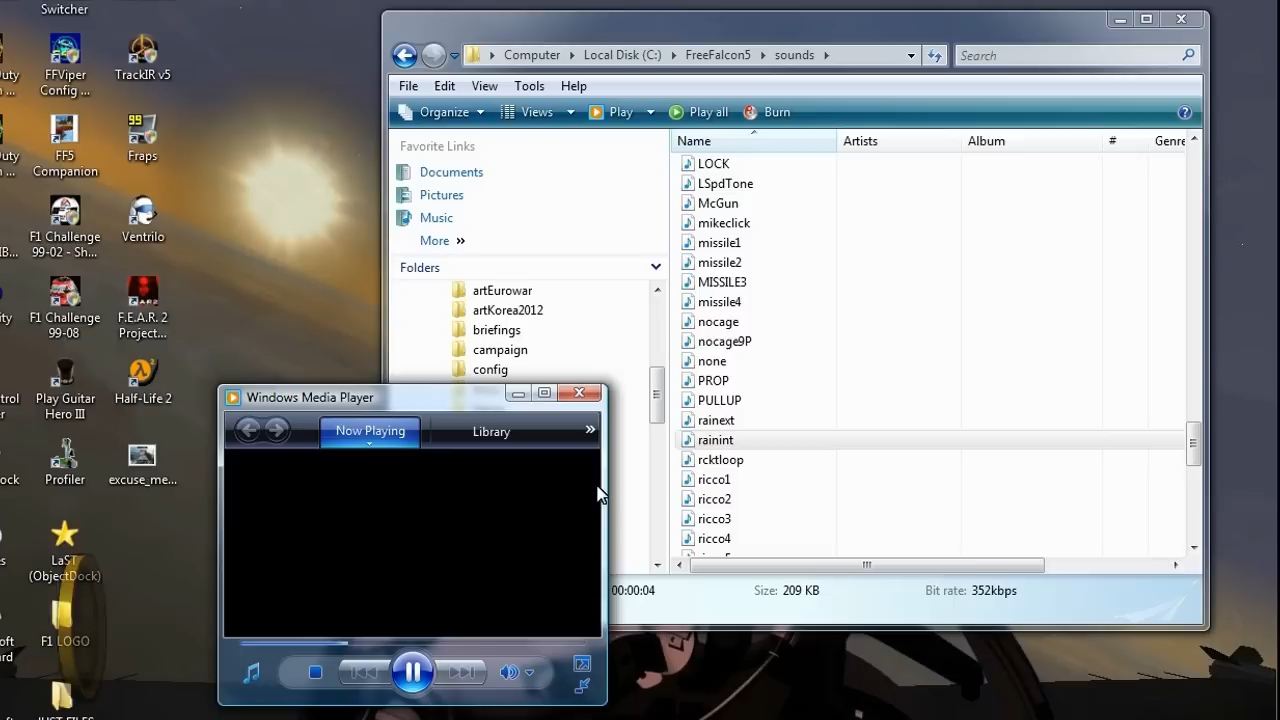 Switcher
FFViper
Config ...
TrackIR v5
99
FF5
Companion
Fraps
F1 Challenge
99-02 - Sh...
Ventrilo
F1 Challenge
99-08
F.E.A.R. 2
Project...
Play Guitar
Hero III
Half-Life 2
Profiler
excuse_me...
LaST
(ObjectDock)
F1 LOGO
JUST FILES
Computer
Local Disk (C:)
FreeFalcon5
sounds
Search
File
Edit
View
Tools
Help
Organize
Views
Play
Play all
Burn
Favorite Links
Documents
Pictures
Music
More »
Folders
artEurowar
artKorea2012
briefings
campaign
config
Name
Artists
Album
#
Genre
LOCK
LSpdTone
McGun
mikeclick
missile1
missile2
MISSILE3
missile4
nocage
nocage9P
none
PROP
PULLUP
rainext
rainint
rcktloop
ricco1
ricco2
ricco3
ricco4
00:00:04
Size: 209 KB
Bit rate: 352kbps
Windows Media Player
Now Playing
Library
»